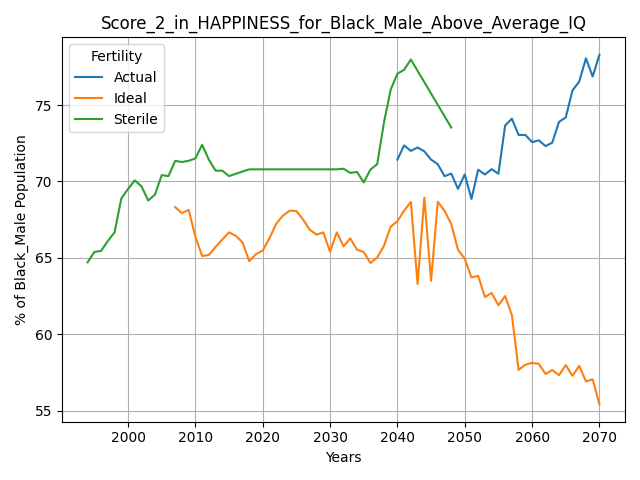 Score_2_in_HAPPINESS_for_Black_Male_Above_Average_IQ
Fertility
Actual
Ideal
Sterile
% of Black_Male Population
75
70
65
60
55
2000
2010
2020
2030
2040
2050
2060
2070
Years